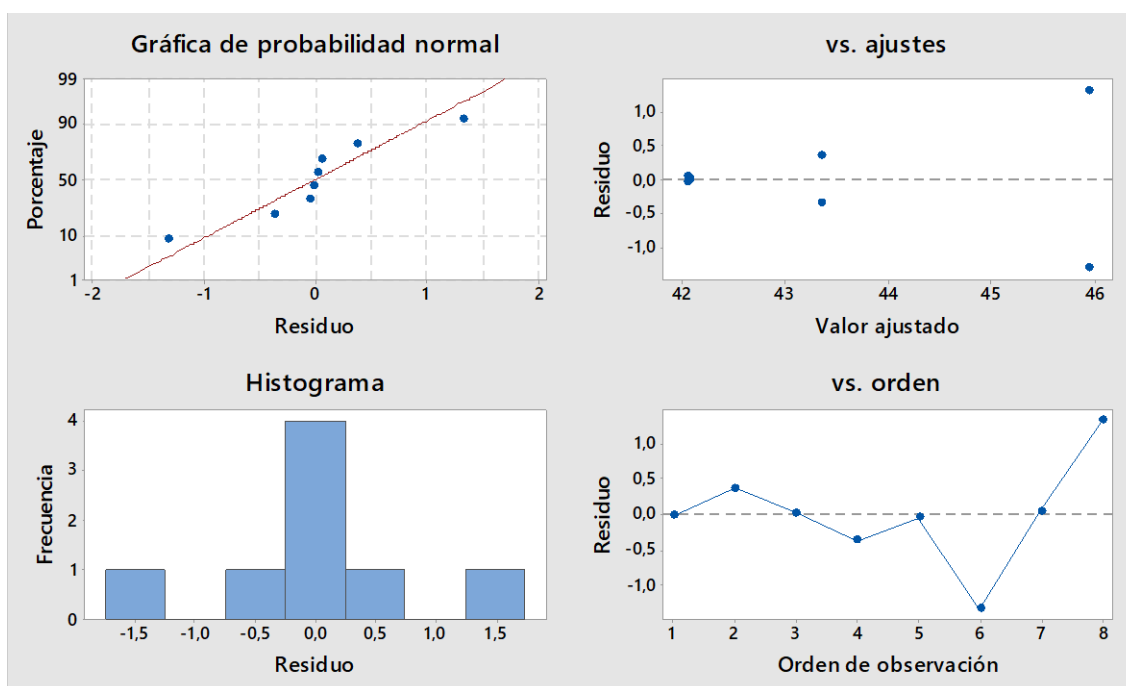 Gráfica de probabilidad normal
99
90
50
10
1
Porcentaje
-2 -1 0 1 2
Residuo
vs. ajustes
1,0
0,5
0,0
-0,5
-1,0
Residuo
42 43 44 45 46
Valor ajustado
Histograma
4
3
2
1
0
Frecuencia
-1,5 -1,0 -0,5 0,0 0,5 1,0 1,5
Residuo
vs. orden
1,0
0,5
0,0
-0,5
-1,0
Residuo
1 2 3 4 5 6 7 8
Orden de observación